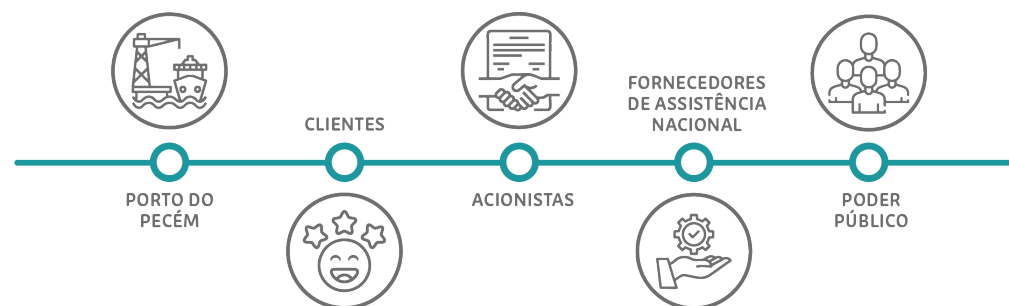 PORTO DO
PECÉM
CLIENTES
ACIONISTAS
FORNECEDORES
DE ASSISTÊNCIA
NACIONAL
PODER
PÚBLICO